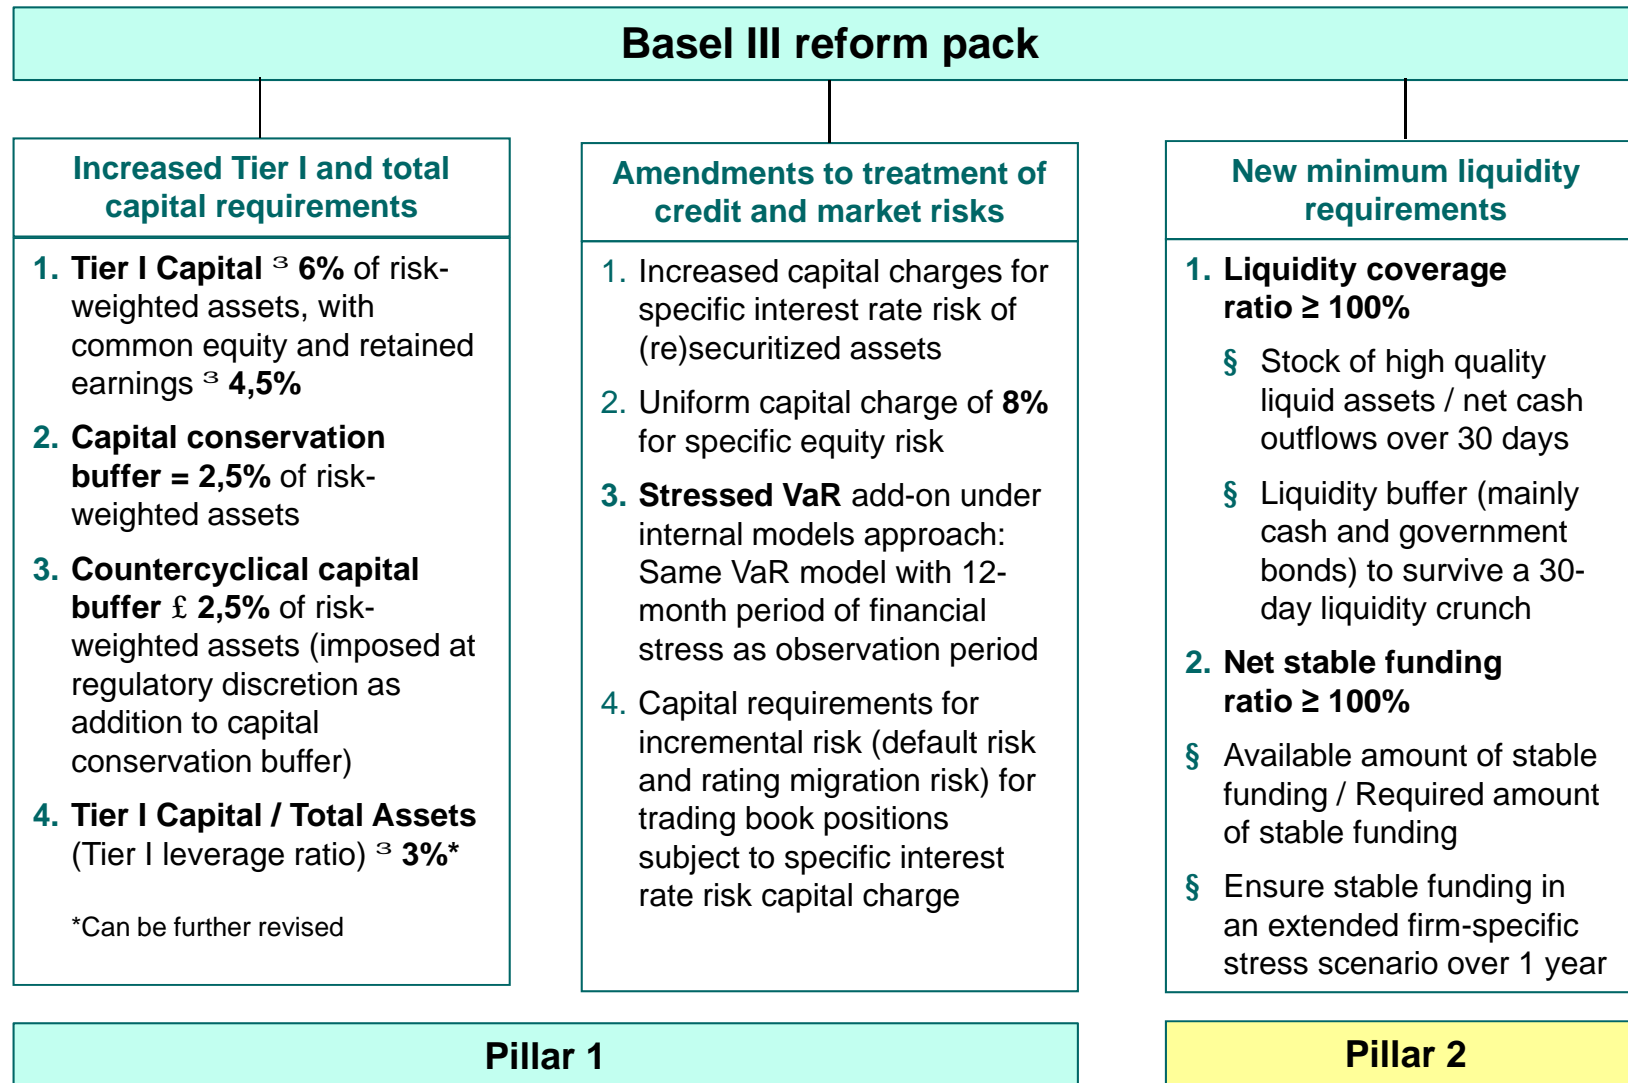 Basel III reform pack
Increased Tier I and total
capital requirements
1. Tier I Capital ³ 6% of risk-
weighted assets, with
common equity and retained
earnings ³ 4,5%
2. Capital conservation
buffer = 2,5% of risk-
weighted assets
3. Countercyclical capital
buffer £ 2,5% of risk-
weighted assets (imposed at
regulatory discretion as
addition to capital
conservation buffer)
4. Tier I Capital / Total Assets
(Tier I leverage ratio) ³ 3%*
*Can be further revised
Amendments to treatment of
credit and market risks
1. Increased capital charges for
specific interest rate risk of
(re)securitized assets
2. Uniform capital charge of 8%
for specific equity risk
3. Stressed VaR add-on under
internal models approach:
Same VaR model with 12-
month period of financial
stress as observation period
4. Capital requirements for
incremental risk (default risk
and rating migration risk) for
trading book positions
subject to specific interest
rate risk capital charge
New minimum liquidity
requirements
1. Liquidity coverage
ratio ≥ 100%
§ Stock of high quality
liquid assets / net cash
outflows over 30 days
§ Liquidity buffer (mainly
cash and government
bonds) to survive a 30-
day liquidity crunch
2. Net stable funding
ratio ≥ 100%
§ Available amount of stable
funding / Required amount
of stable funding
§ Ensure stable funding in
an extended firm-specific
stress scenario over 1 year
Pillar 1
Pillar 2